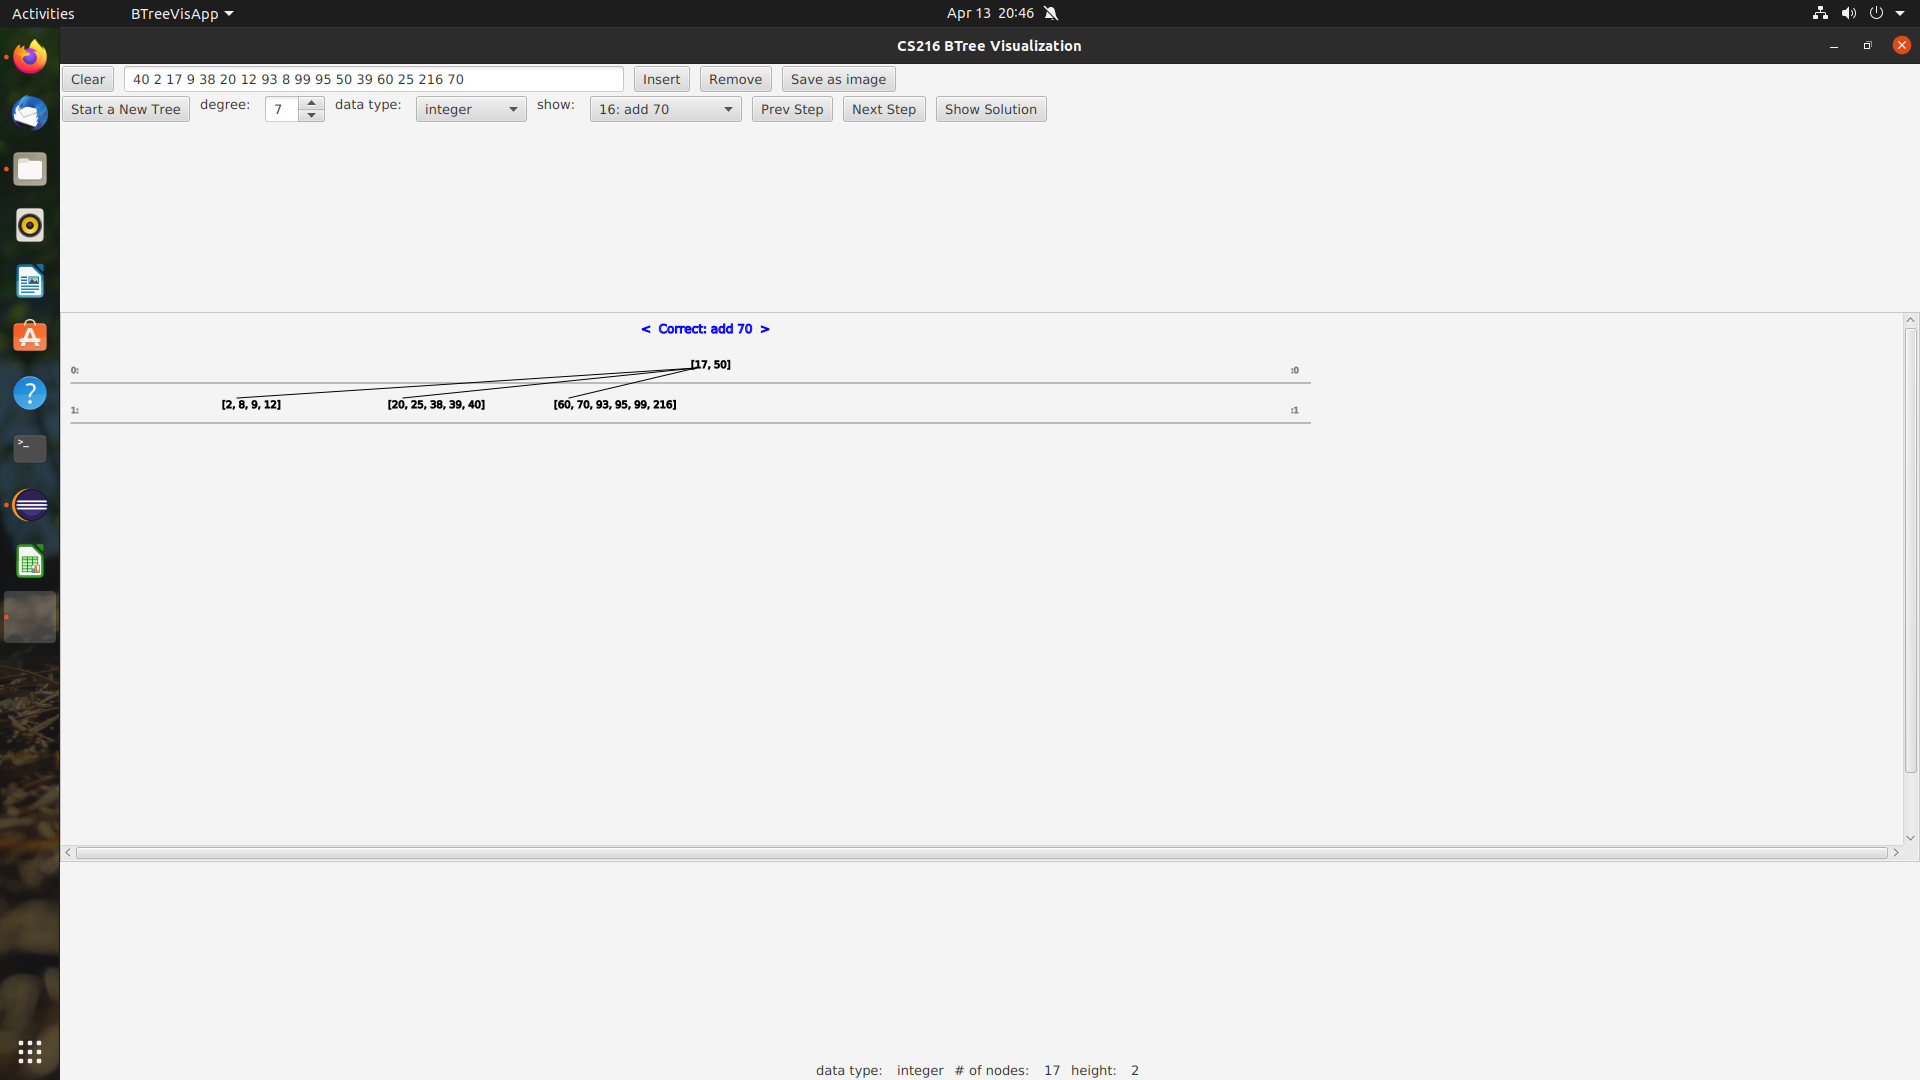 Activities BTreeVisApp Apr 13 20:46
CS216 BTree Visualization
Clear 40 2 17 9 38 20 12 93 8 99 95 50 39 60 25 216 70 Insert Remove Save as image
Start a New Tree degree: 7 data type: integer show: 16: add 70 Prev Step Next Step Show Solution
< Correct: add 70 >
0: [17, 50] :0
1: [2, 8, 9, 12] [20, 25, 38, 39, 40] [60, 70, 93, 95, 99, 216] :1
data type: integer # of nodes: 17 height: 2